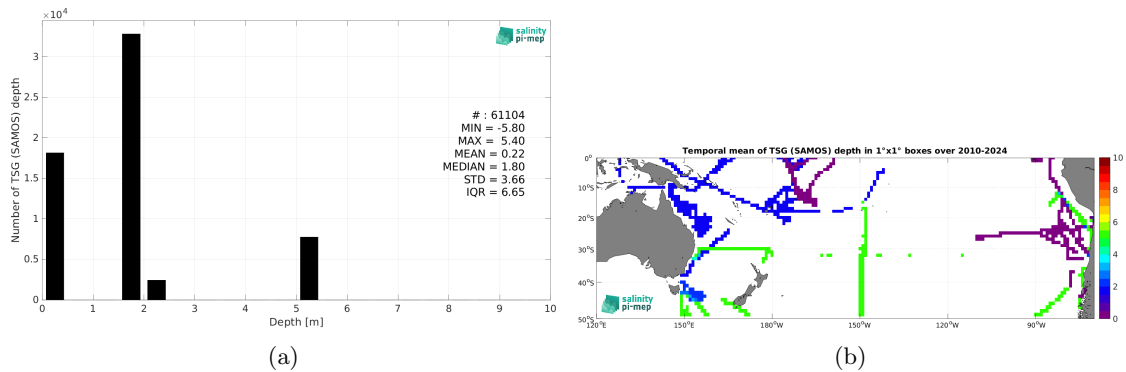 ×10⁴
3.5
3
2.5
2
1.5
1
0.5
0
Number of TSG (SAMOS) depth
salinity
pi-mep
# : 61104
MIN = -5.80
MAX = 5.40
MEAN = 0.22
MEDIAN = 1.80
STD = 3.66
IQR = 6.65
0 1 2 3 4 5 6 7 8 9 10
Depth [m]
(a)
Temporal mean of TSG (SAMOS) depth in 1°x1° boxes over 2010-2024
0°
10°S
20°S
30°S
40°S
50°S
salinity
pi-mep
120°E 150°E 180°W 150°W 120°W 90°W
10
8
6
4
2
0
(b)